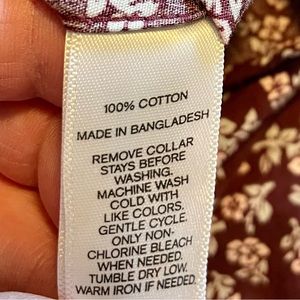 100% COTTON
MADE IN BANGLADESH
REMOVE COLLAR
STAYS BEFORE
WASHING.
MACHINE WASH
COLD WITH
LIKE COLORS.
GENTLE CYCLE.
ONLY NON-
CHLORINE BLEACH
WHEN NEEDED.
TUMBLE DRY LOW.
WARM IRON IF NEEDED.